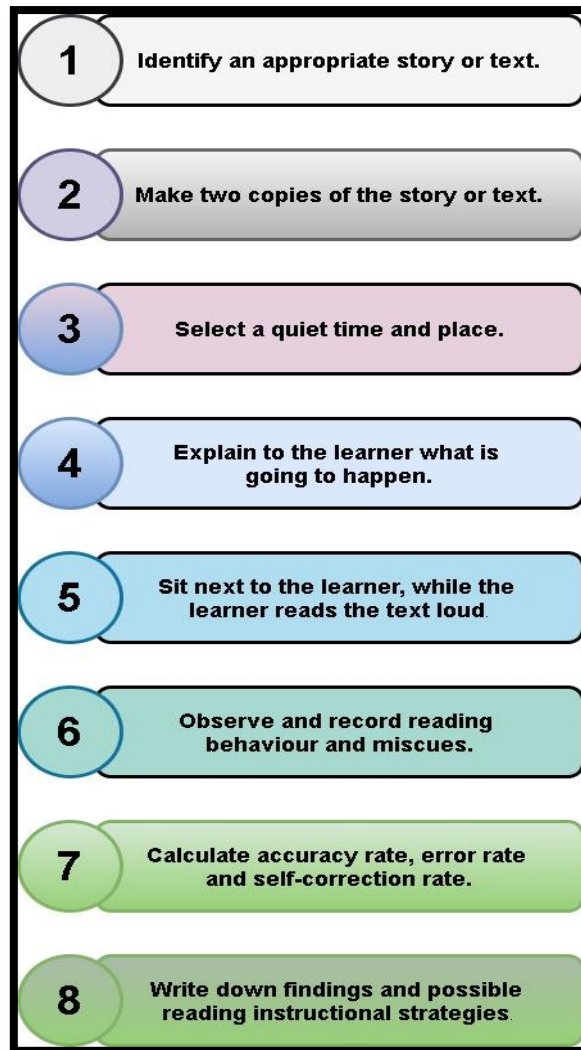 1
Identify an appropriate story or text.
2
Make two copies of the story or text.
3
Select a quiet time and place.
4
Explain to the learner what is
going to happen.
5
Sit next to the learner, while the
learner reads the text loud.
6
Observe and record reading
behaviour and miscues.
7
Calculate accuracy rate, error rate
and self-correction rate.
8
Write down findings and possible
reading instructional strategies.